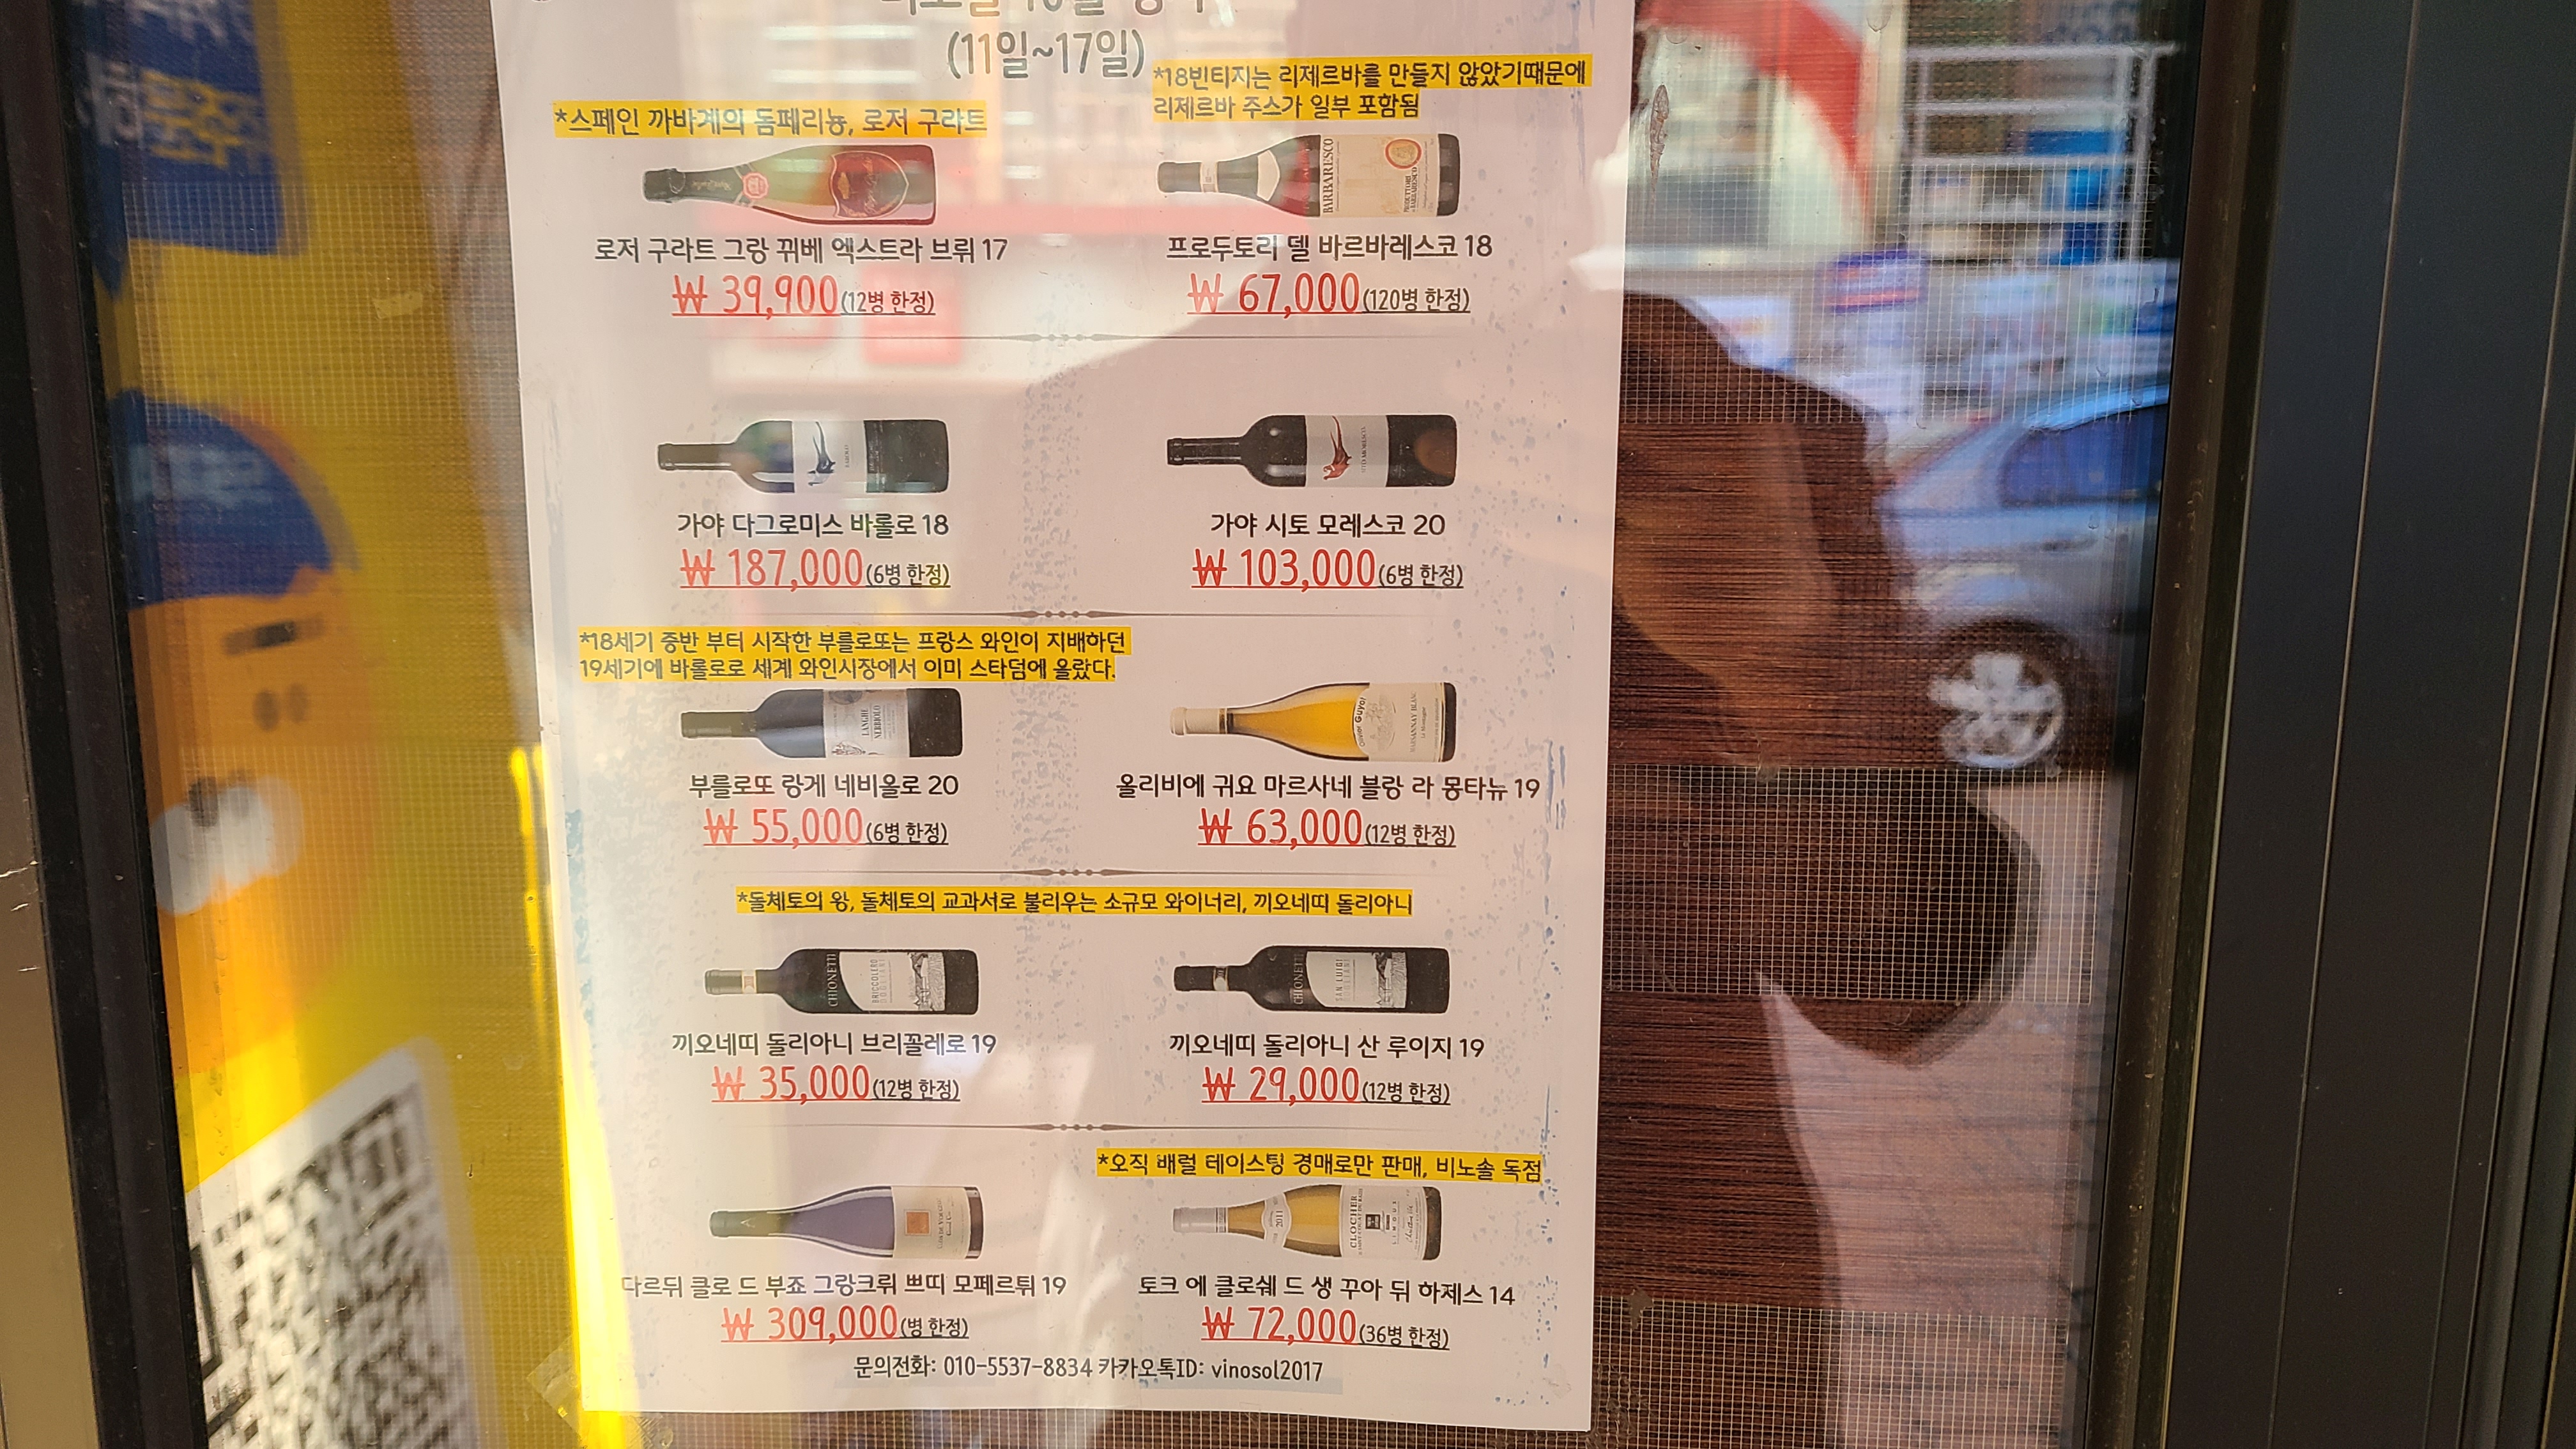 (11일~17일)
*스페인 까바계의 돔페리뇽, 로저 구라트
*18빈티지는 리제르바를 만들지 않았기때문에
리제르바 주스가 일부 포함됨
BARBARESCO
로저 구라트 그랑 뀌베 엑스트라 브뤼 17
₩ 39,900(12병 한정)
프로두토리 델 바르바레스코 18
₩ 67,000(120병 한정)
가야 다그로미스 바롤로 18
₩ 187,000(6병 한정)
가야 시토 모레스코 20
₩ 103,000(6병 한정)
*18세기 중반 부터 시작한 부를로또는 프랑스 와인이 지배하던
19세기에 바롤로로 세계 와인시장에서 이미 스타덤에 올랐다.
LANGHE
NEBBIOLO
Olivier Guyot
MARSANNAY BLANC
부를로또 랑게 네비올로 20
₩ 55,000(6병 한정)
올리비에 귀요 마르사네 블랑 라 몽타뉴 19
₩ 63,000(12병 한정)
*돌체토의 왕, 돌체토의 교과서로 불리우는 소규모 와이너리, 끼오네띠 돌리아니
CHIONETTI
BRICCOLERO
DOGLIANI
CHIONETTI
SAN LUIGI
DOGLIANI
끼오네띠 돌리아니 브리꼴레로 19
₩ 35,000(12병 한정)
끼오네띠 돌리아니 산 루이지 19
₩ 29,000(12병 한정)
*오직 배럴 테이스팅 경매로만 판매, 비노솔 독점
2011
CLOCHER
LIMOUX
다르뒤 클로 드 부죠 그랑크뤼 쁘띠 모페르튀 19
₩ 309,000(병 한정)
토크 에 클로쉐 드 생 꾸아 뒤 하제스 14
₩ 72,000(36병 한정)
문의전화: 010-5537-8834 카카오톡ID: vinosol2017